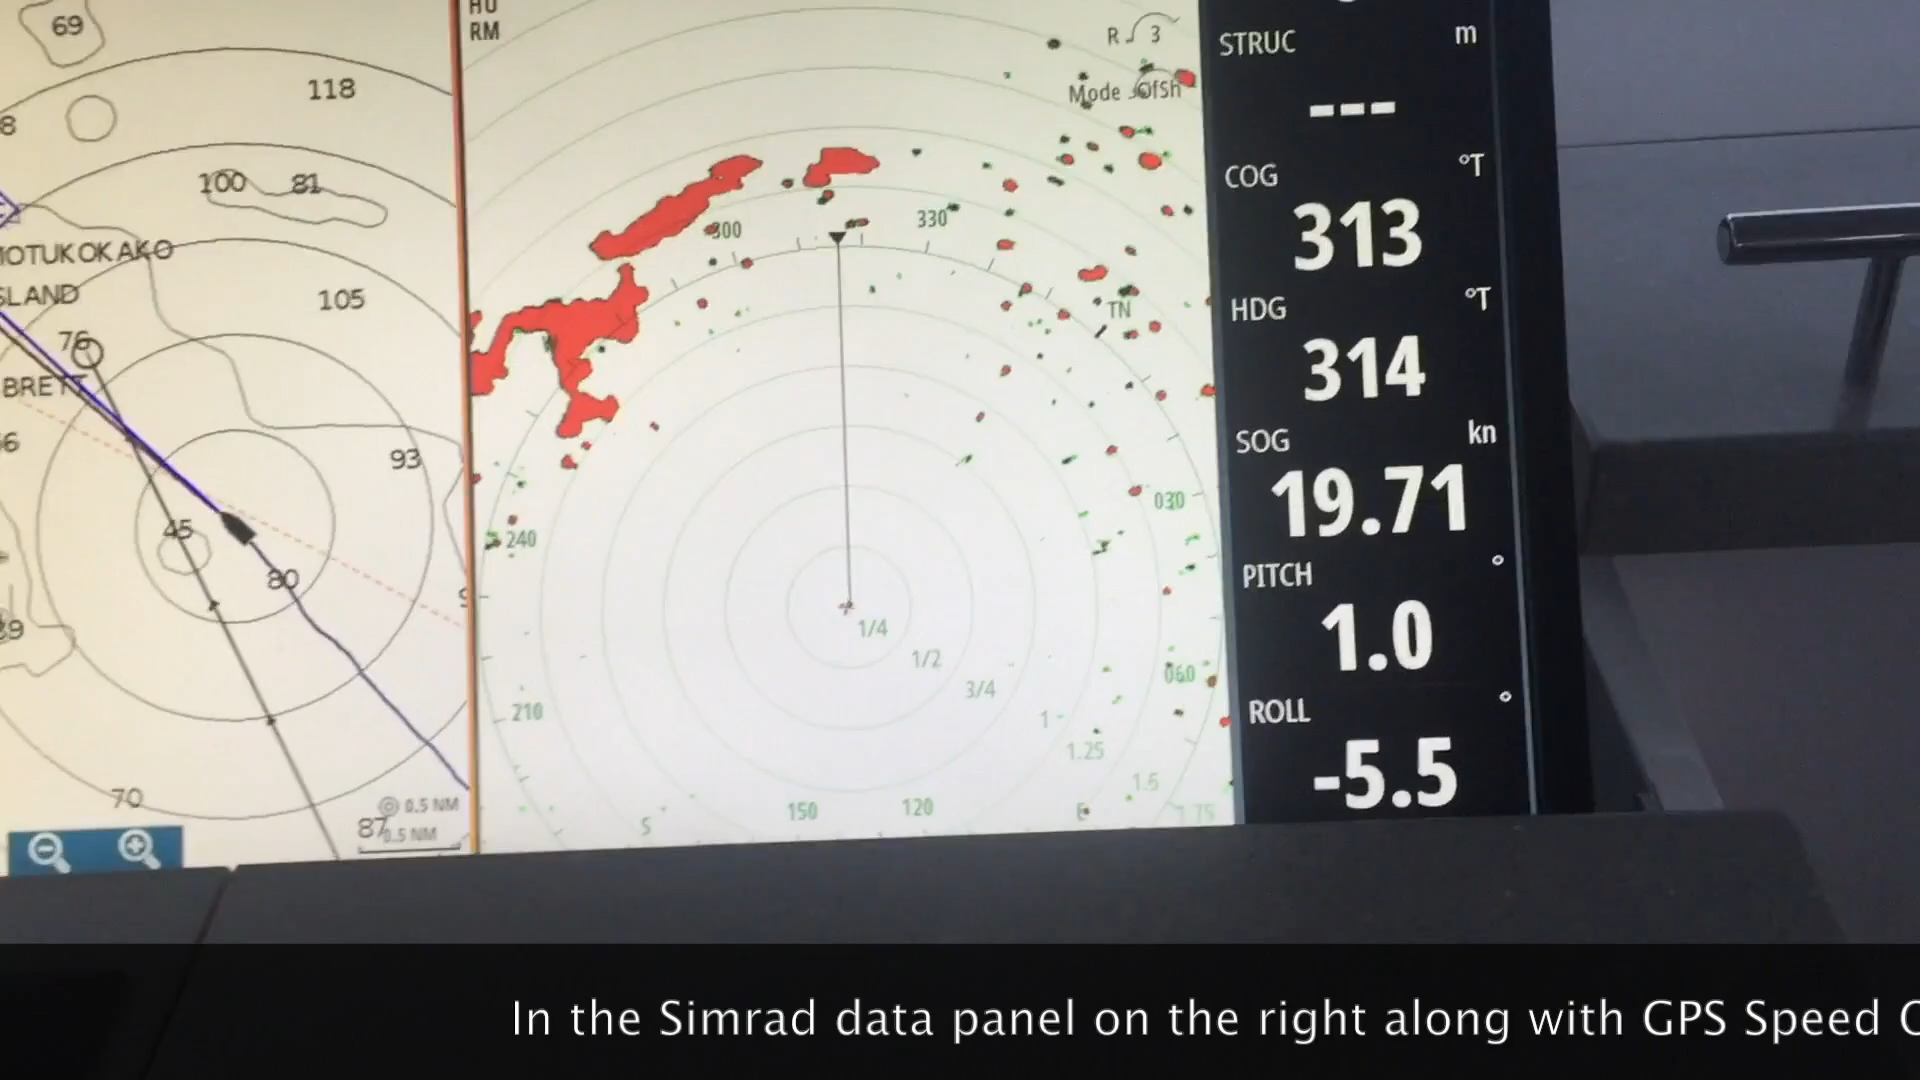 69
118
100
81
MOTUKOKAKO
SLAND
105
76
BRETT
93
45
80
70
0.5 NM
87
0.5 NM
HU
RM
R
3
Mode OfSh
300
330
TN
030
240
1/4
1/2
3/4
060
210
1
1.25
1.5
1.75
S
150
120
E
STRUC m
---
COG °T
313
HDG °T
314
SOG kn
19.71
PITCH °
1.0
ROLL °
-5.5
In the Simrad data panel on the right along with GPS Speed